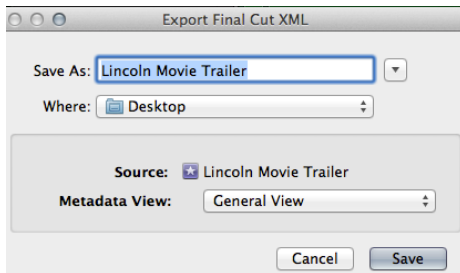 Export Final Cut XML
Save As: Lincoln Movie Trailer
Where: Desktop
Source: Lincoln Movie Trailer
Metadata View: General View
Cancel Save